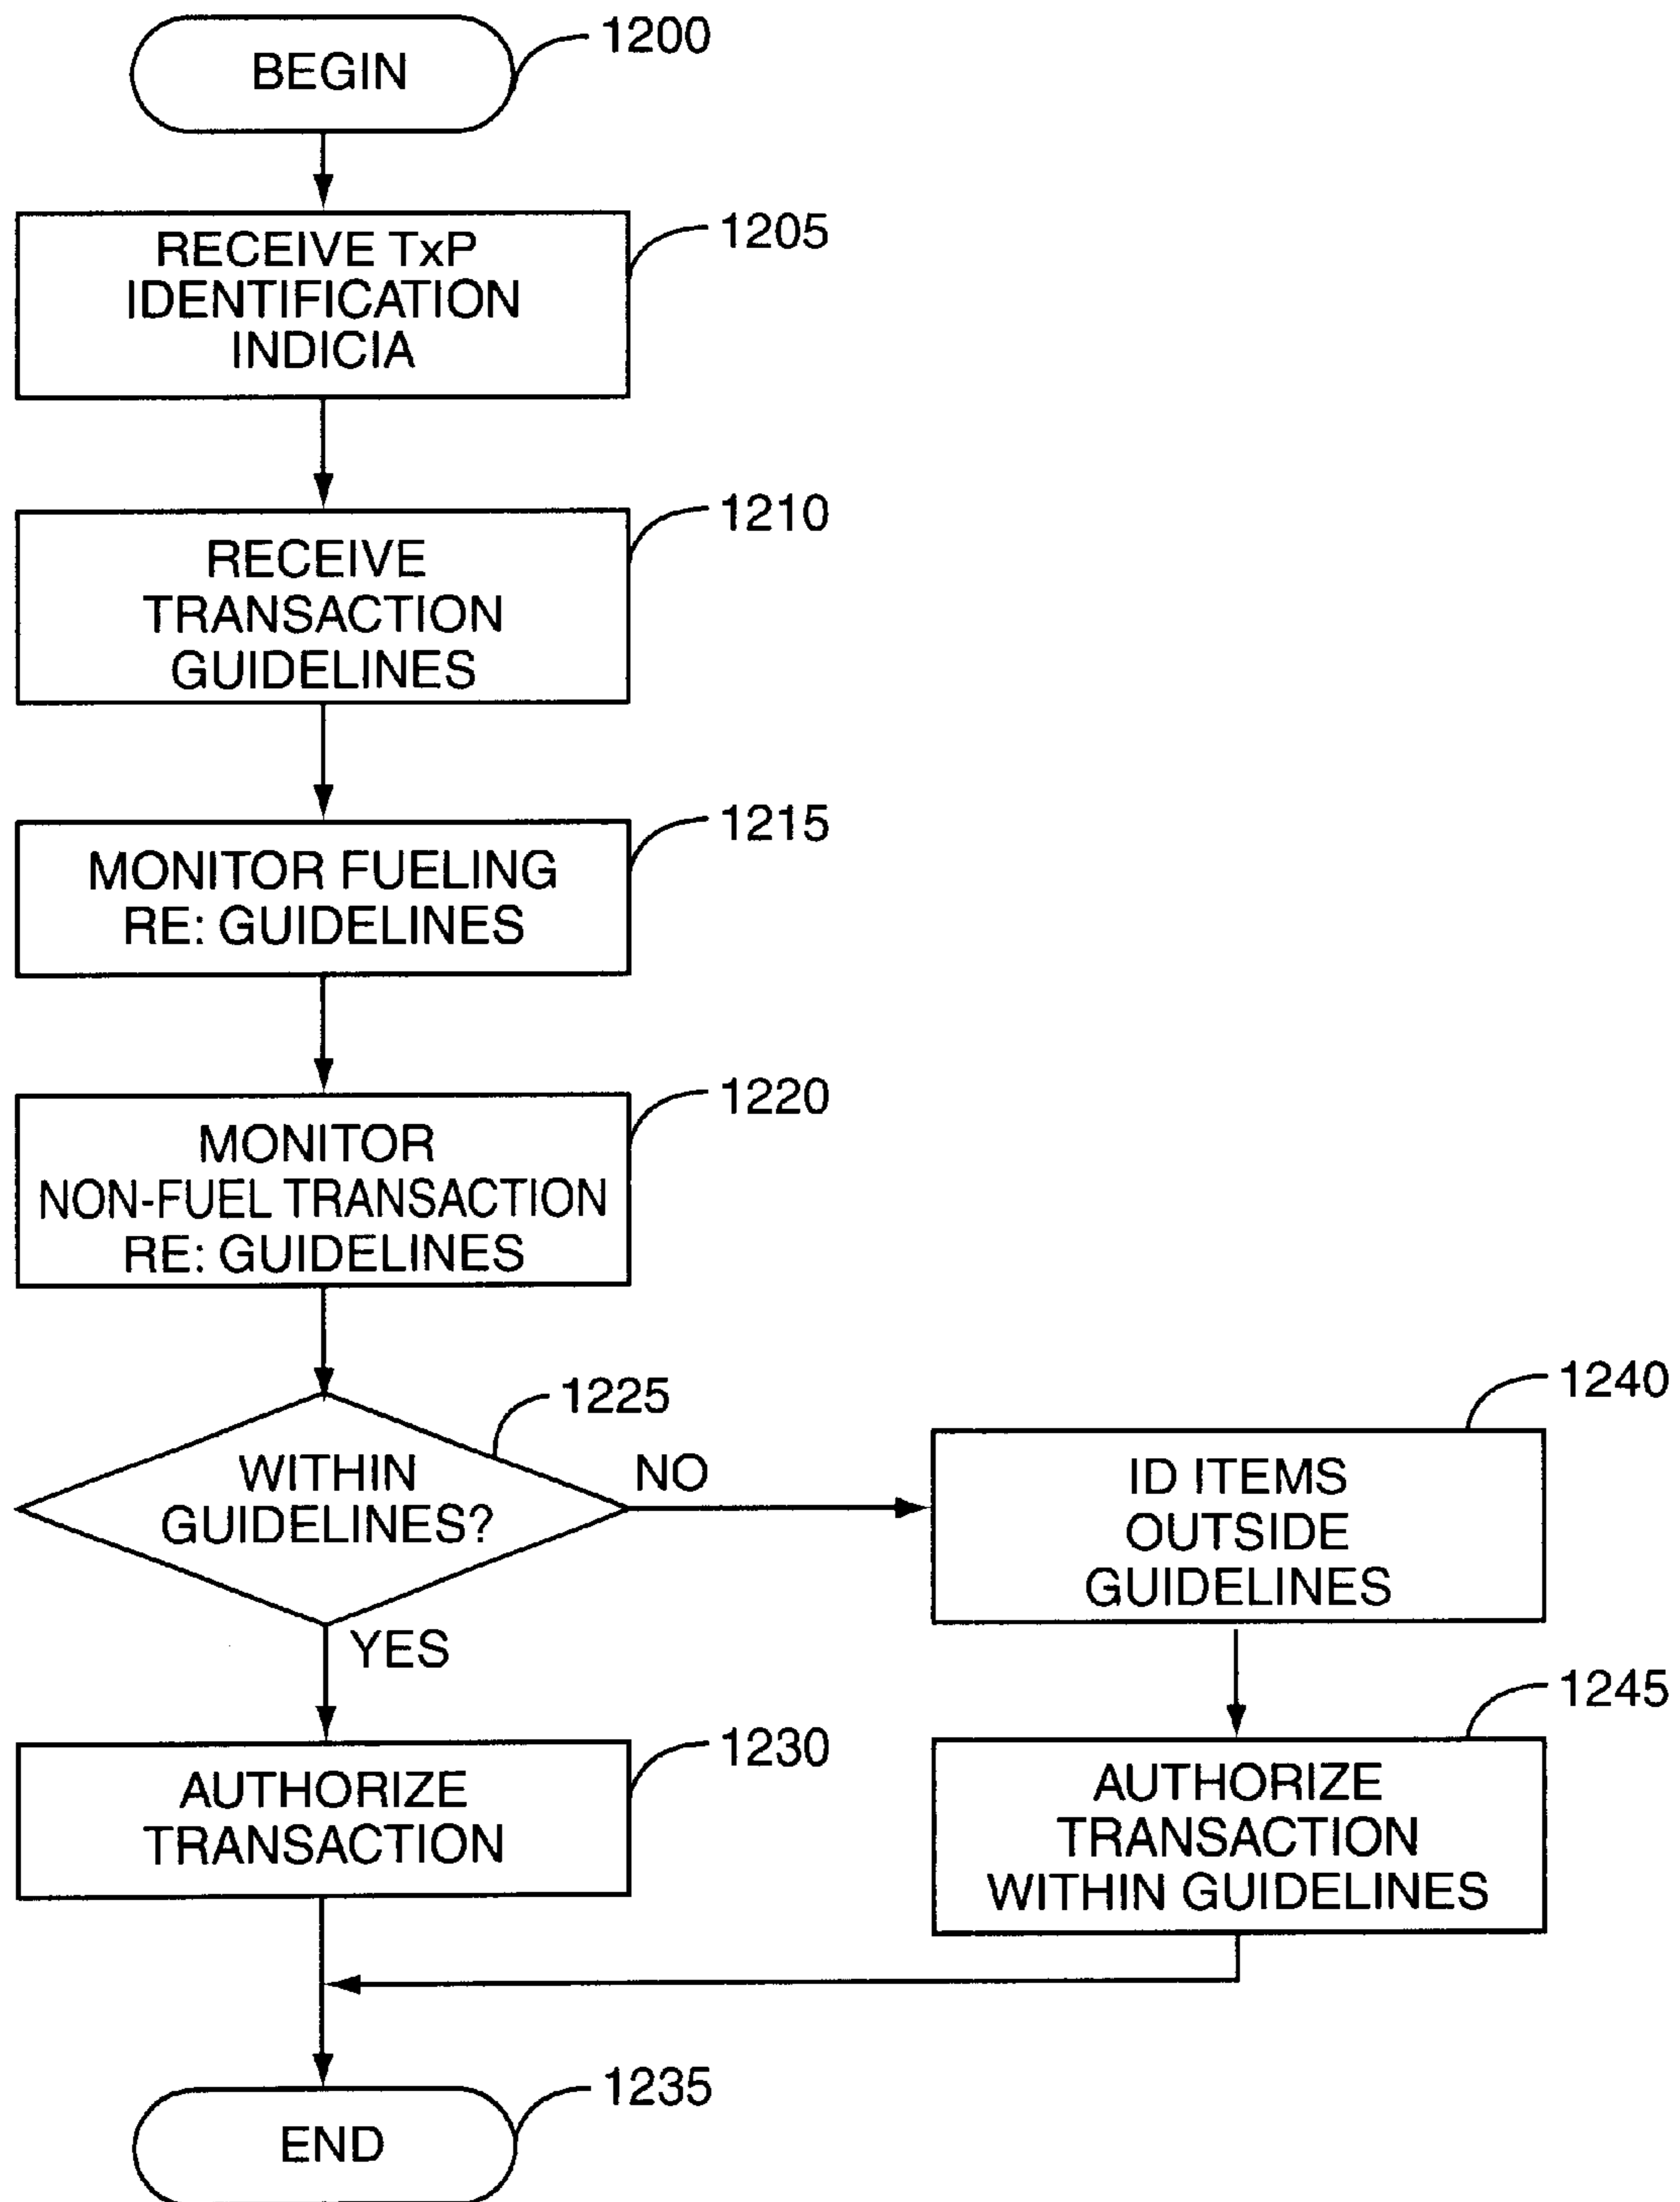 BEGIN
1200
RECEIVE TxP
IDENTIFICATION
INDICIA
1205
RECEIVE
TRANSACTION
GUIDELINES
1210
MONITOR FUELING
RE: GUIDELINES
1215
MONITOR
NON-FUEL TRANSACTION
RE: GUIDELINES
1220
WITHIN
GUIDELINES?
1225
NO
YES
ID ITEMS
OUTSIDE
GUIDELINES
1240
AUTHORIZE
TRANSACTION
1230
AUTHORIZE
TRANSACTION
WITHIN GUIDELINES
1245
END
1235